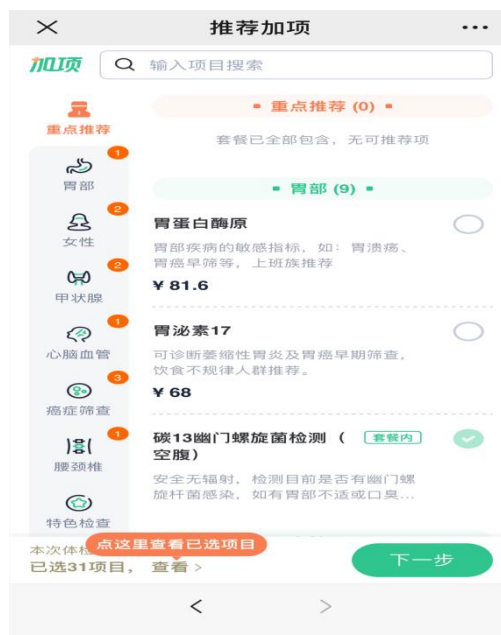 推荐加项
加项
输入项目搜索
重点推荐
重点推荐 (0)
套餐已全部包含，无可推荐项
1
胃部
胃部 (9)
2
女性
胃蛋白酶原
胃部疾病的敏感指标，如：胃溃疡、
胃癌早筛等，上班族推荐
¥ 81.6
2
甲状腺
1
心脑血管
胃泌素17
可诊断萎缩性胃炎及胃癌早期筛查，
饮食不规律人群推荐。
¥ 68
3
癌症筛查
1
腰颈椎
碳13幽门螺旋菌检测（
空腹）
套餐内
安全无辐射，检测目前是否有幽门螺
旋杆菌感染，如有胃部不适或口臭...
特色检查
点这里查看已选项目
本次体检
已选31项目，查看 >
下一步